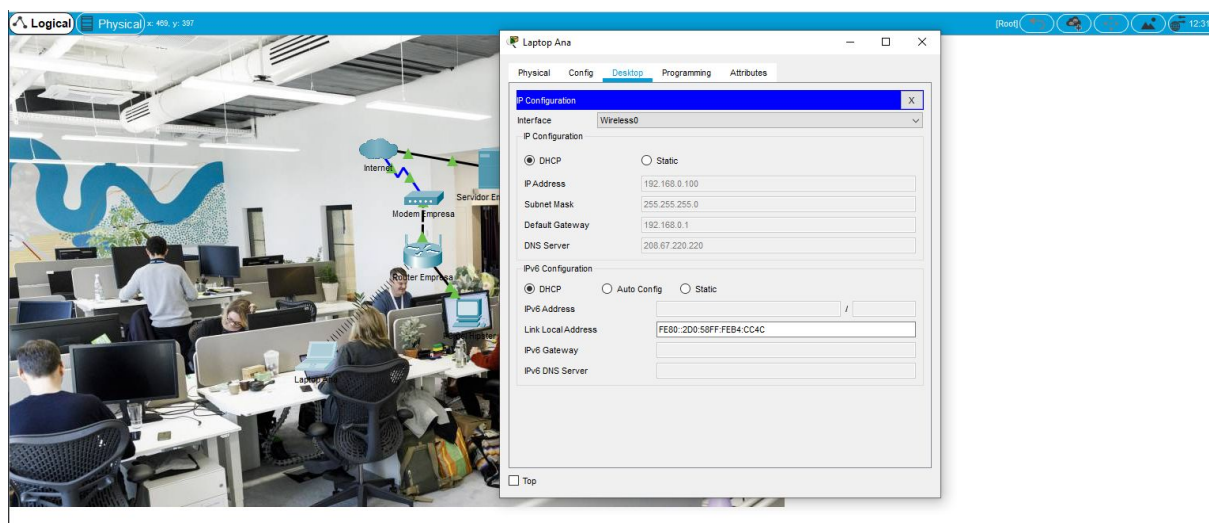 Logical Physical x: 469, y: 397 [Root] 12:31
Laptop Ana
Physical Config Desktop Programming Attributes
IP Configuration X
Interface Wireless0
IP Configuration
DHCP Static
IP Address 192.168.0.100
Subnet Mask 255.255.255.0
Default Gateway 192.168.0.1
DNS Server 208.67.220.220
IPv6 Configuration
DHCP Auto Config Static
IPv6 Address /
Link Local Address FE80::2D0:58FF:FEB4:CC4C
IPv6 Gateway
IPv6 DNS Server
Top
Internet
Servidor Em
Modem Empresa
Router Empresa
Hipster
Laptop Ana